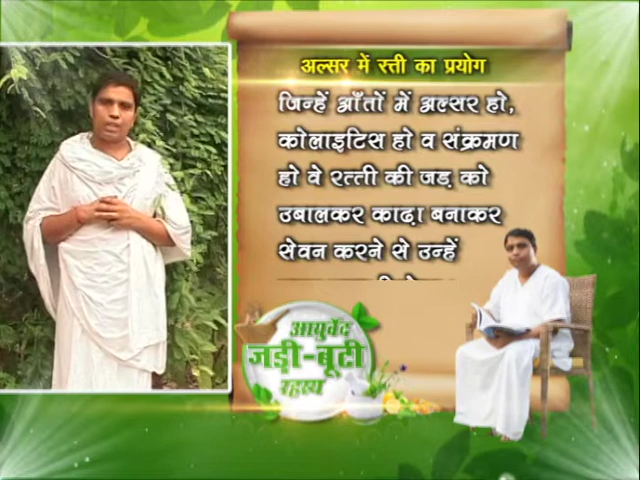 अल्सर में रत्ती का प्रयोग
जिन्हें आँतों में अल्सर हो,
कोलाइटिस हो व संक्रमण
हो वे रत्ती की जड़ को
उबालकर काढ़ा बनाकर
सेवन करने से उन्हें
आयुर्वेद
जड़ी-बूटी
रहस्य